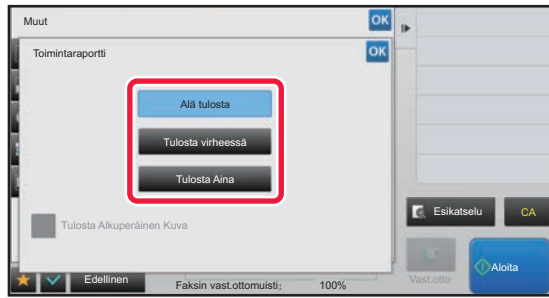 Muut
OK
Toimintaraportti
OK
Älä tulosta
Tulosta virheessä
Tulosta Aina
Tulosta Alkuperäinen Kuva
Esikatselu
CA
Edellinen
Faksin vast.ottomuisti:
100%
Vast.otto
Aloita